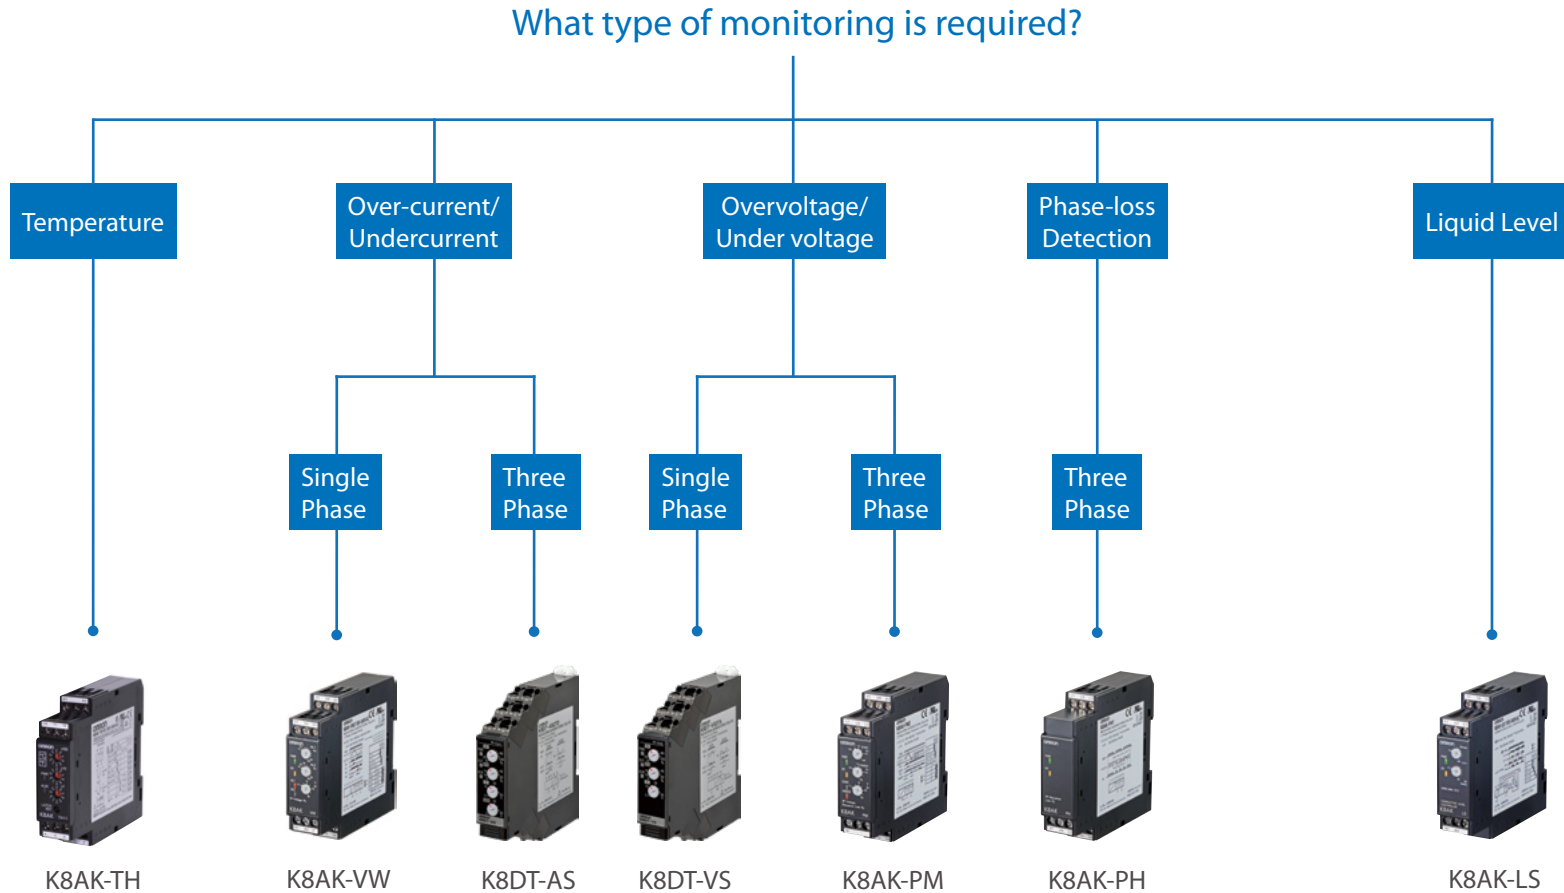 What type of monitoring is required?
Temperature
Over-current/
Undercurrent
Overvoltage/
Under voltage
Phase-loss
Detection
Liquid Level
Single
Phase
Three
Phase
Single
Phase
Three
Phase
Three
Phase
K8AK-TH
K8AK-VW
K8DT-AS
K8DT-VS
K8AK-PM
K8AK-PH
K8AK-LS